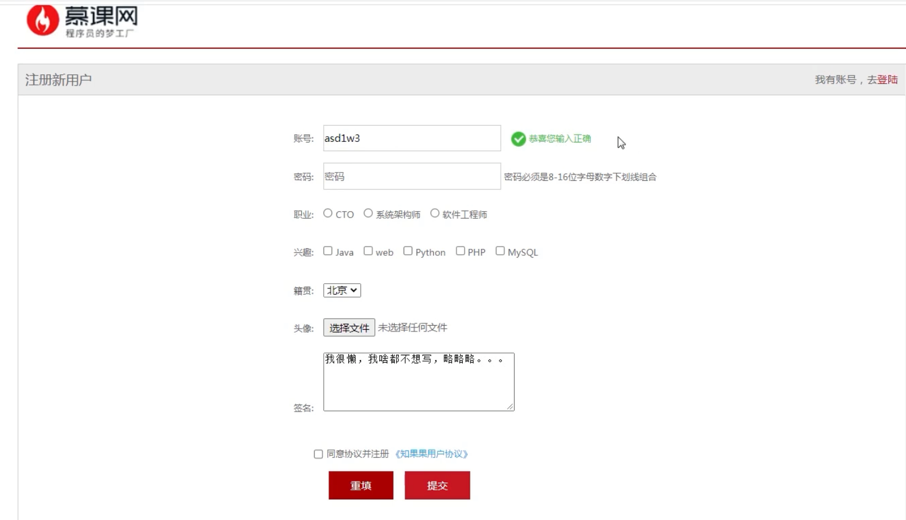 慕课网
程序员的梦工厂
注册新用户 我有账号，去登陆
账号: asd1w3 恭喜您输入正确
密码: 密码 密码必须是8-16位字母数字下划线组合
职业: CTO 系统架构师 软件工程师
兴趣: Java web Python PHP MySQL
籍贯: 北京
头像: 选择文件 未选择任何文件
我很懒，我啥都不想写，略略略。。。
签名:
同意协议并注册 《知果果用户协议》
重填 提交